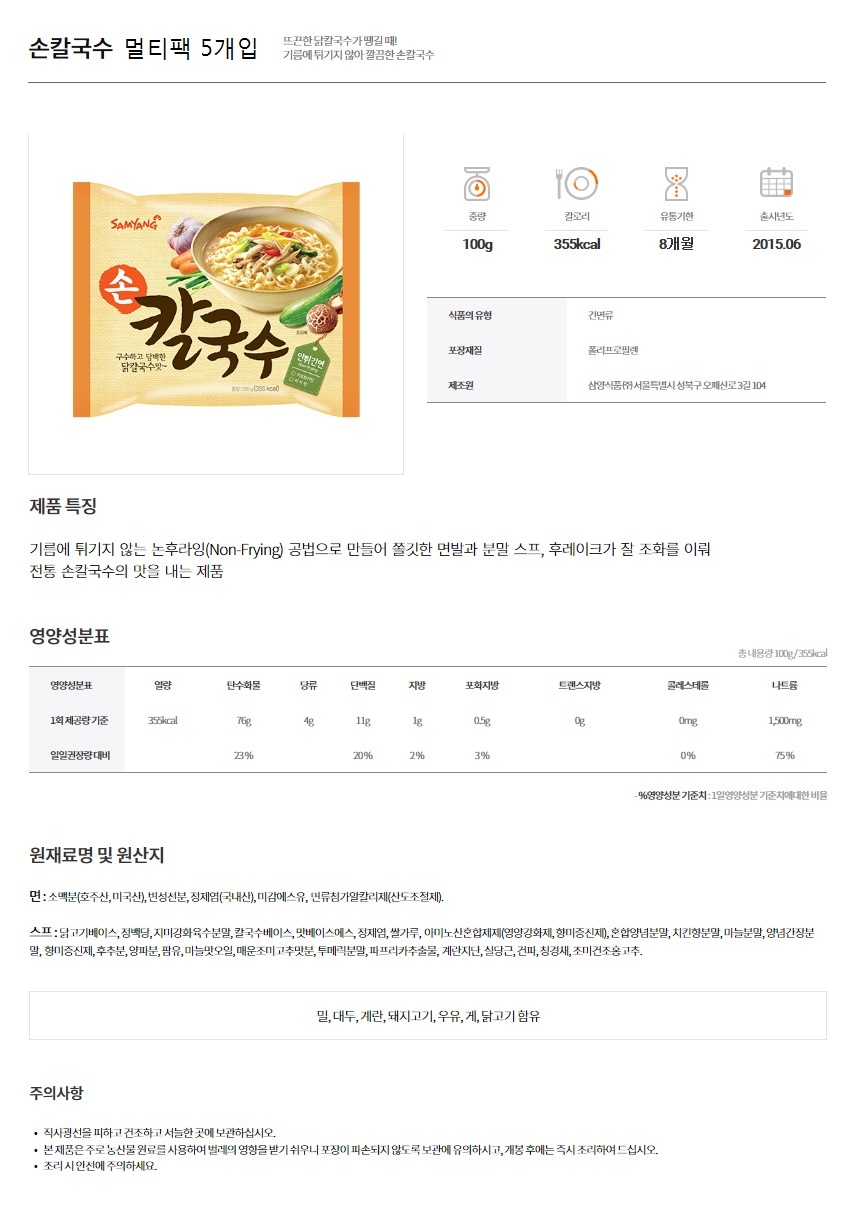 손칼국수 멀티팩 5개입
뜨끈한 닭칼국수가 땡길 때!
기름에 튀기지 않아 깔끔한 손칼국수
SAMYANG
손
칼국수
구수하고 담백한
닭칼국수맛~
안튀긴면
Non-Frying
중량
칼로리
유통기한
출시년도
100g
355kcal
8개월
2015.06
식품의 유형 건면류
포장재질 폴리프로필렌
제조원 삼양식품㈜ 서울특별시 성북구 오패산로 3길 104
제품 특징
기름에 튀기지 않는 논후라잉(Non-Frying) 공법으로 만들어 쫄깃한 면발과 분말 스프, 후레이크가 잘 조화를 이뤄
전통 손칼국수의 맛을 내는 제품
영양성분표
총 내용량 100g / 355kcal
영양성분표 열량 탄수화물 당류 단백질 지방 포화지방 트랜스지방 콜레스테롤 나트륨
1회 제공량 기준 355kcal 76g 4g 11g 1g 0.5g 0g 0mg 1,500mg
일일권장량 대비 23% 20% 2% 3% 0% 75%
- %영양성분 기준치 : 1일영양성분 기준치에대한 비율
원재료명 및 원산지
면 : 소맥분(호주산, 미국산), 변성전분, 정제염(국내산), 미감에스유, 면류첨가알칼리제(산도조절제).
스프 : 닭고기베이스, 정백당, 지미강화육수분말, 칼국수베이스, 맛베이스에스, 정제염, 쌀가루, 아미노산혼합제제(영양강화제, 향미증진제), 혼합양념분말, 치킨향분말, 마늘분말, 양념간장분
말, 향미증진제, 후추분, 양파분, 팜유, 마늘맛오일, 매운조미고추맛분, 투메릭분말, 파프리카추출물, 계란지단, 실당근, 건파, 청경채, 조미건조홍고추.
밀, 대두, 계란, 돼지고기, 우유, 게, 닭고기 함유
주의사항
• 직사광선을 피하고 건조하고 서늘한 곳에 보관하십시오.
• 본 제품은 주로 농산물 원료를 사용하여 벌레의 영향을 받기 쉬우니 포장이 파손되지 않도록 보관에 유의하시고, 개봉 후에는 즉시 조리하여 드십시오.
• 조리 시 안전에 주의하세요.